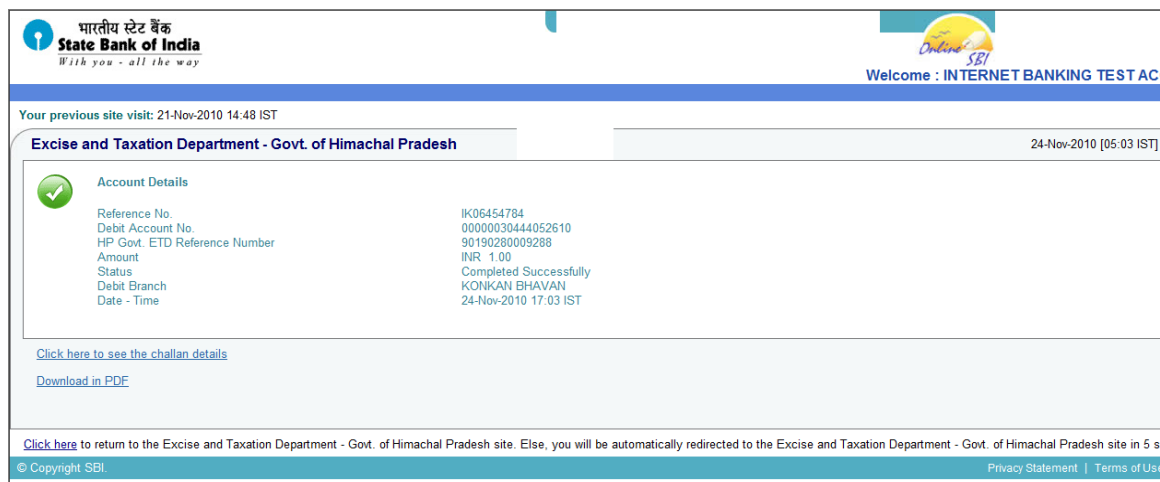 भारतीय स्टेट बैंक
State Bank of India
With you - all the way
Online SBI
Welcome : INTERNET BANKING TEST AC
Your previous site visit: 21-Nov-2010 14:48 IST
Excise and Taxation Department - Govt. of Himachal Pradesh 24-Nov-2010 [05:03 IST]
Account Details
Reference No. IK06454784
Debit Account No. 00000030444052610
HP Govt. ETD Reference Number 90190280009288
Amount INR 1.00
Status Completed Successfully
Debit Branch KONKAN BHAVAN
Date - Time 24-Nov-2010 17:03 IST
Click here to see the challan details
Download in PDF
Click here to return to the Excise and Taxation Department - Govt. of Himachal Pradesh site. Else, you will be automatically redirected to the Excise and Taxation Department - Govt. of Himachal Pradesh site in 5 s
© Copyright SBI. Privacy Statement | Terms of Use